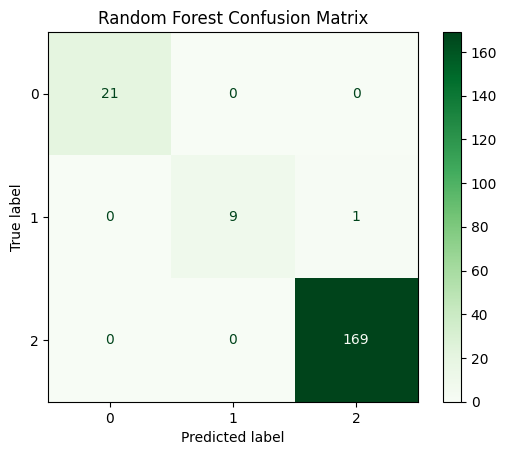 Random Forest Confusion Matrix
160
140
120
100
80
60
40
20
0
True label
0 21 0 0
1 0 9 1
2 0 0 169
0 1 2
Predicted label